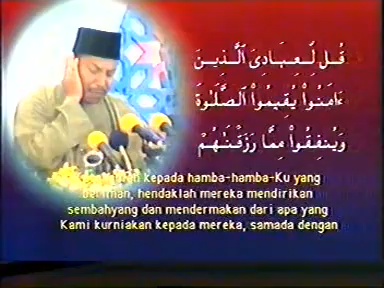 قُل لِّعِبَادِىَ ٱلَّذِينَ
ءَامَنُوا۟ يُقِيمُوا۟ ٱلصَّلَوٰةَ
وَيُنفِقُوا۟ مِمَّا رَزَقْنَٰهُمْ
kepada hamba-hamba-Ku yang
beriman, hendaklah mereka mendirikan
sembahyang dan mendermakan dari apa yang
Kami kurniakan kepada mereka, samada dengan